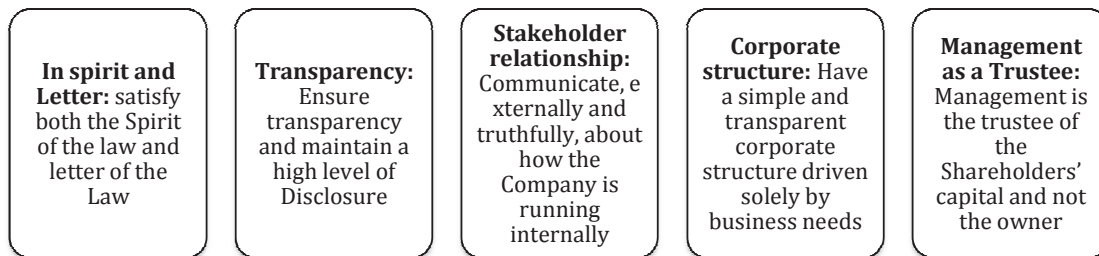 In spirit and
Letter: satisfy
both the Spirit
of the law and
letter of the
Law
Transparency:
Ensure
transparency
and maintain a
high level of
Disclosure
Stakeholder
relationship:
Communicate, e
xternally and
truthfully, about
how the
Company is
running
internally
Corporate
structure: Have
a simple and
transparent
corporate
structure driven
solely by
business needs
Management
as a Trustee:
Management is
the trustee of
the
Shareholders’
capital and not
the owner